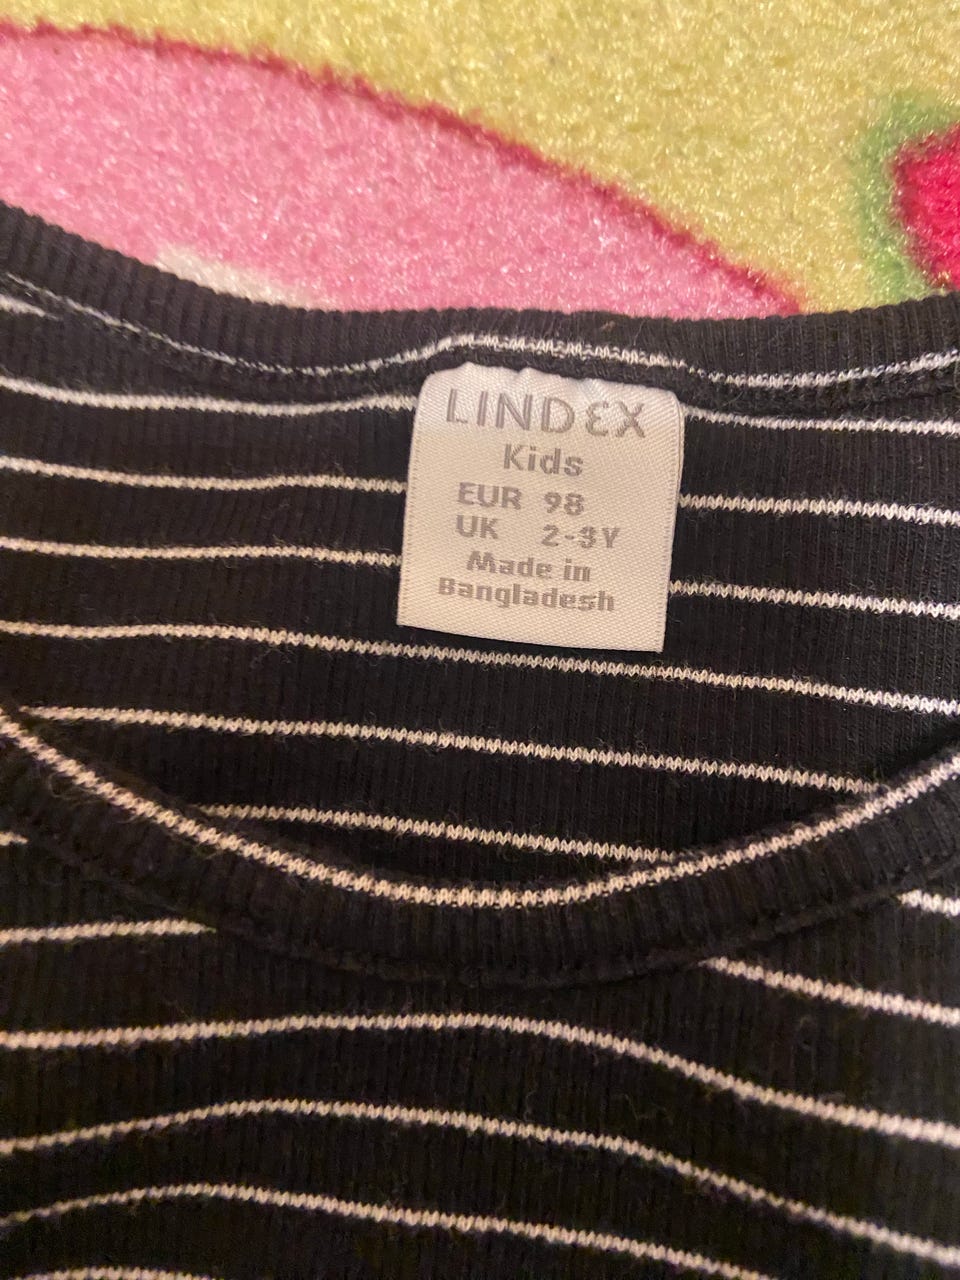 LINDEX
Kids
EUR 98
UK 2-3Y
Made in
Bangladesh